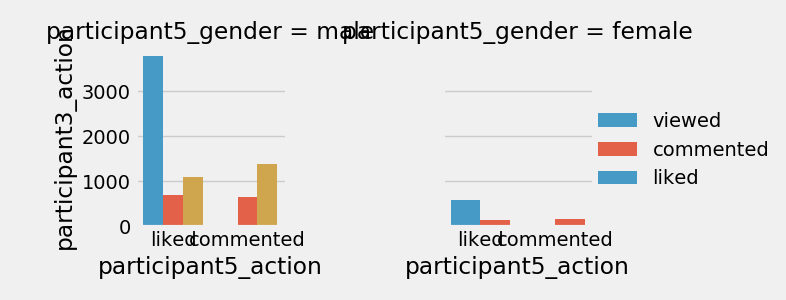 participant5_gender = male
participant5_gender = female
participant3_action
3000
2000
1000
0
liked
commented
liked
commented
participant5_action
participant5_action
viewed
commented
liked